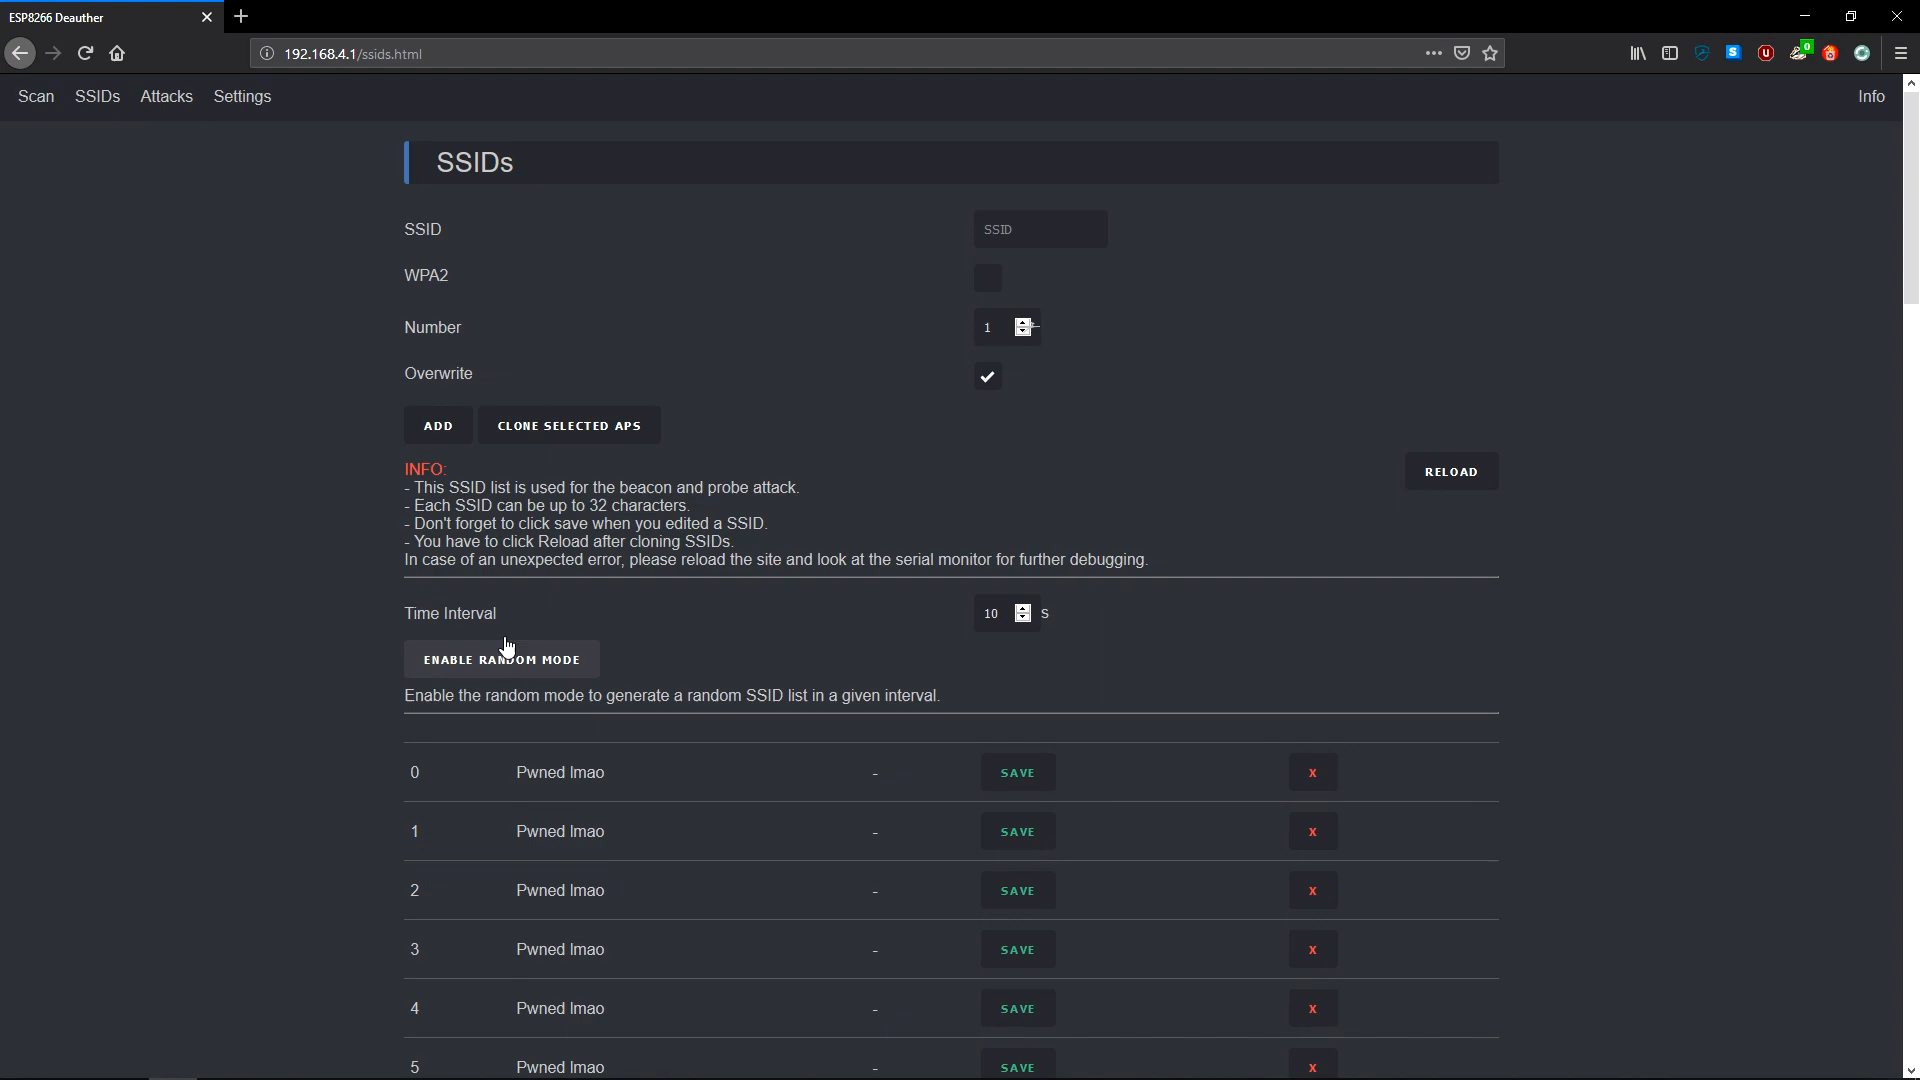 ESP8266 Deauther
192.168.4.1/ssids.html
S
U
0
Scan SSIDs Attacks Settings Info
SSIDs
SSID SSID
WPA2
Number 1
Overwrite
ADD CLONE SELECTED APS
INFO:
RELOAD
- This SSID list is used for the beacon and probe attack.
- Each SSID can be up to 32 characters.
- Don't forget to click save when you edited a SSID.
- You have to click Reload after cloning SSIDs.
In case of an unexpected error, please reload the site and look at the serial monitor for further debugging.
Time Interval 10 S
ENABLE RANDOM MODE
Enable the random mode to generate a random SSID list in a given interval.
0 Pwned lmao - SAVE X
1 Pwned lmao - SAVE X
2 Pwned lmao - SAVE X
3 Pwned lmao - SAVE X
4 Pwned lmao - SAVE X
5 Pwned lmao - SAVE X